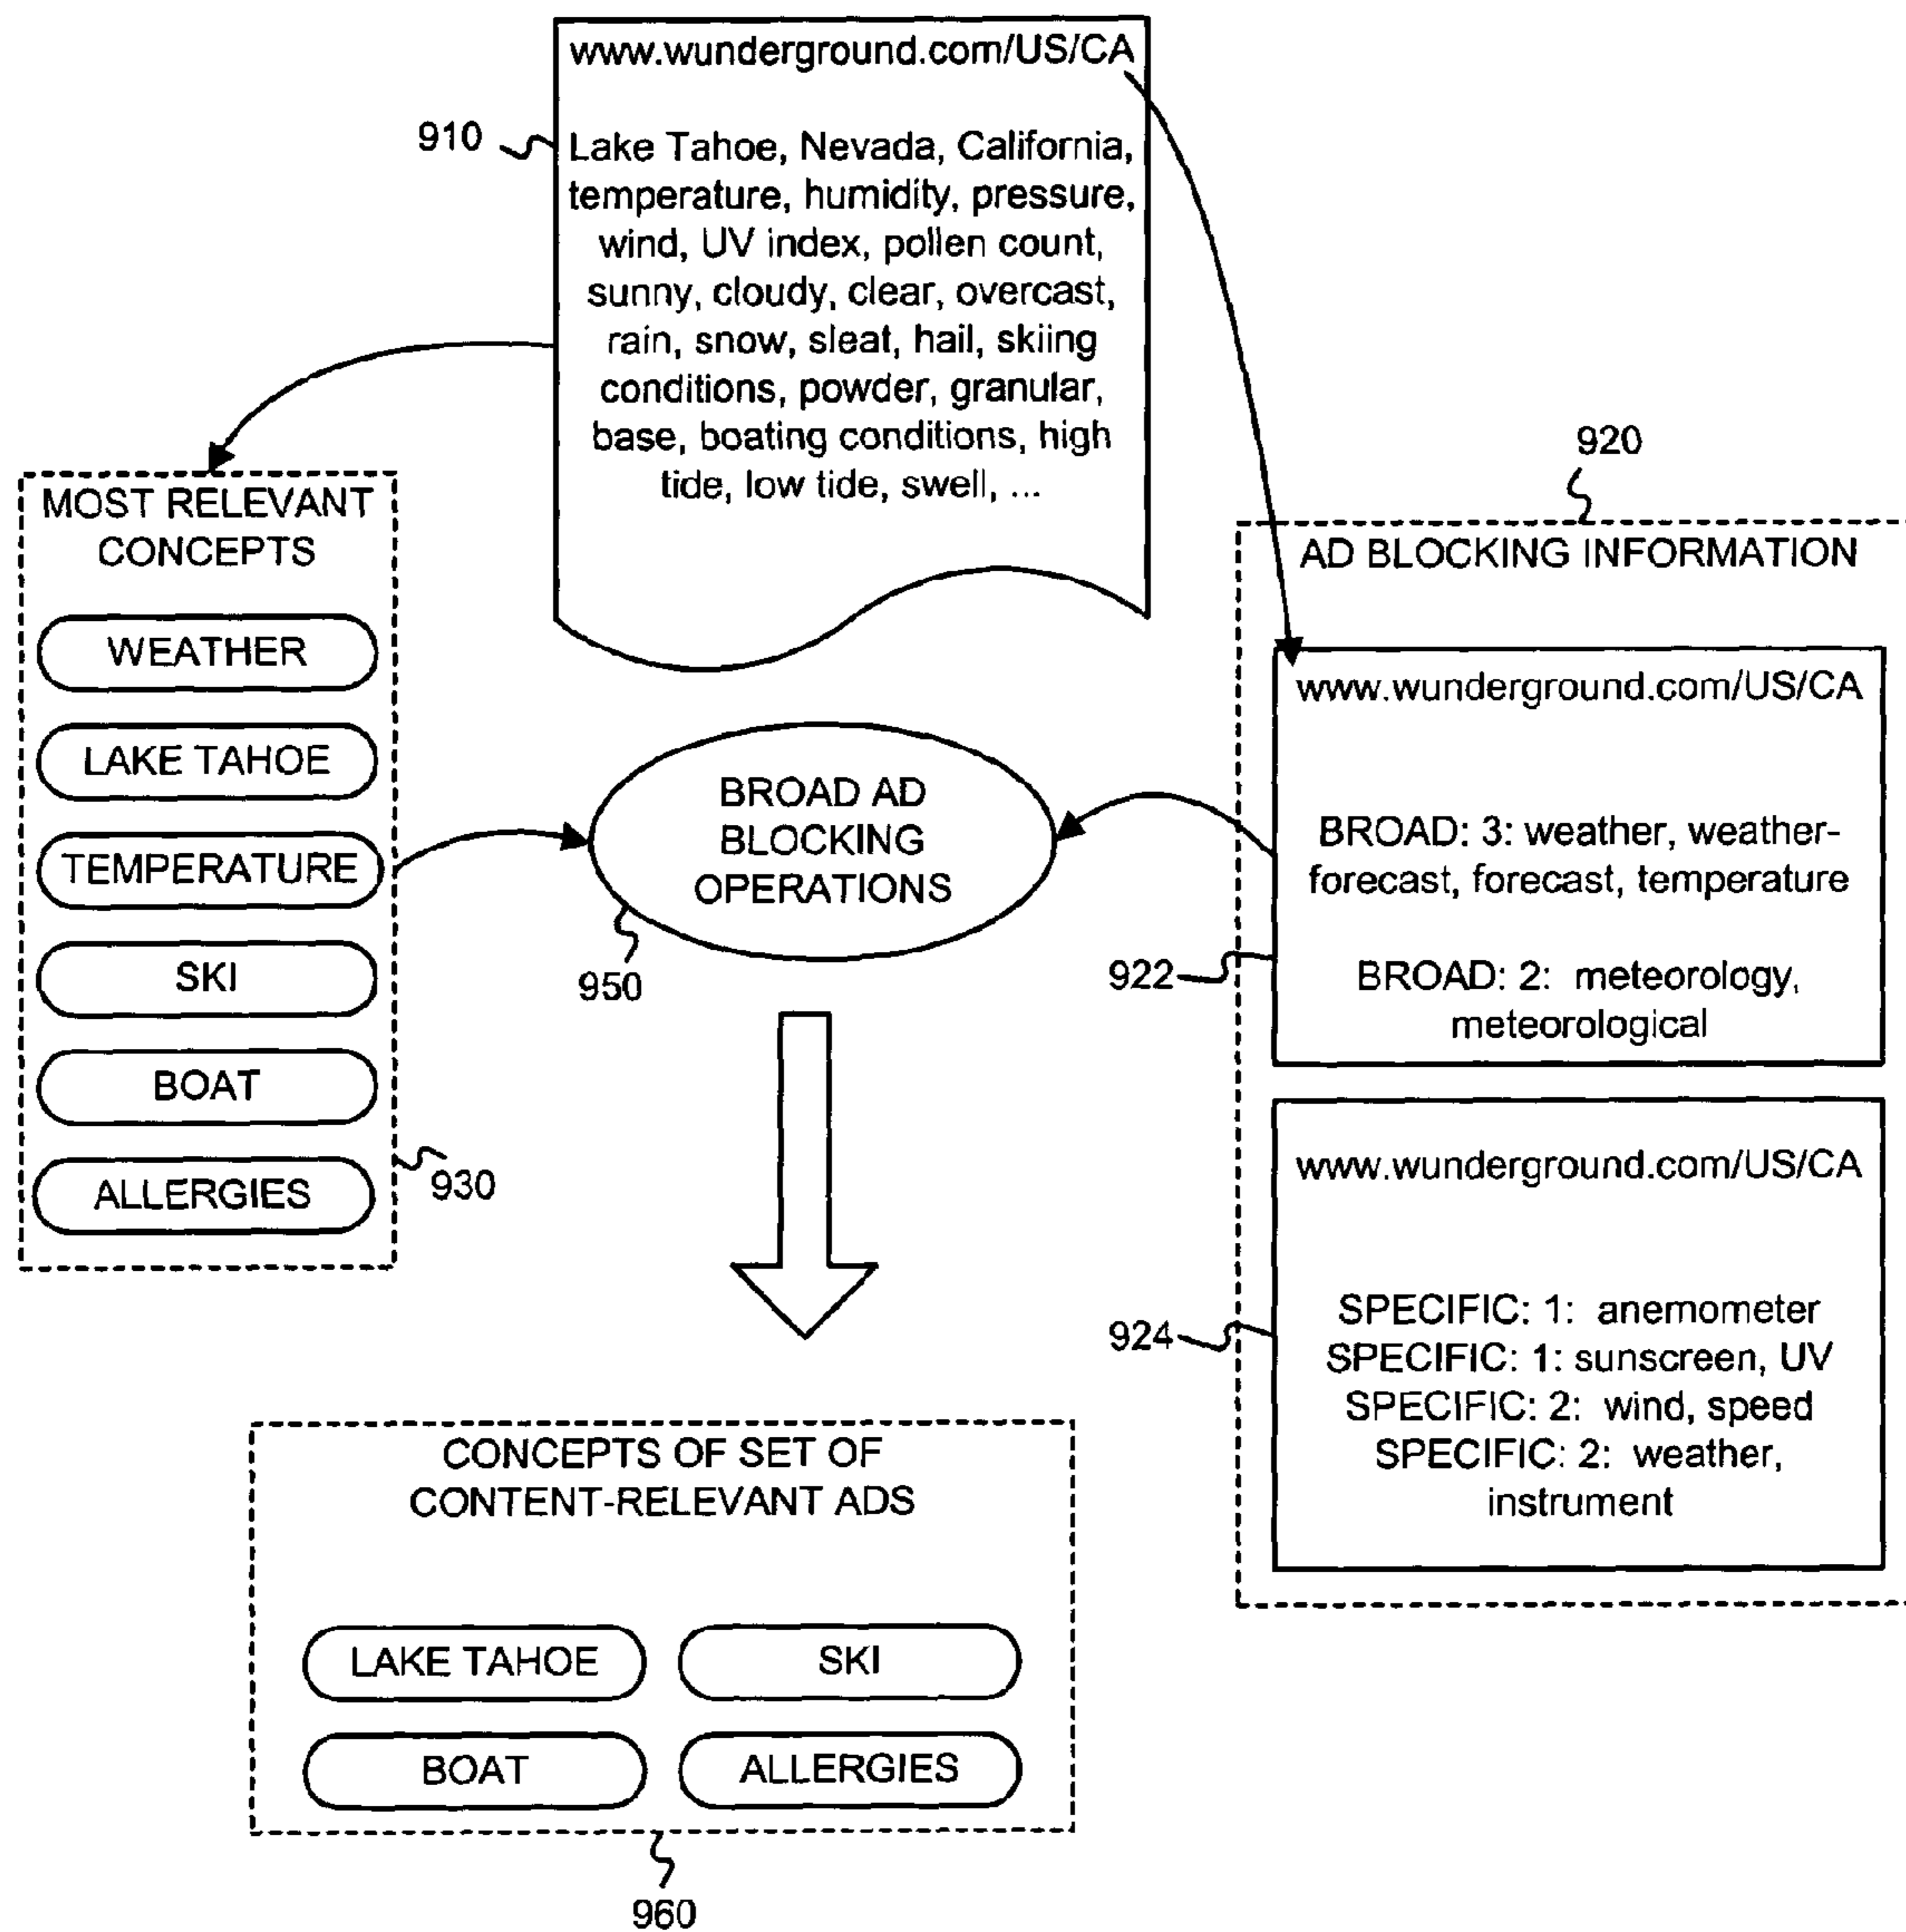 www.wunderground.com/US/CA
910
Lake Tahoe, Nevada, California,
temperature, humidity, pressure,
wind, UV index, pollen count,
sunny, cloudy, clear, overcast,
rain, snow, sleat, hail, skiing
conditions, powder, granular,
base, boating conditions, high
tide, low tide, swell, ...
MOST RELEVANT
CONCEPTS
WEATHER
LAKE TAHOE
TEMPERATURE
SKI
BOAT
ALLERGIES
930
BROAD AD
BLOCKING
OPERATIONS
950
920
AD BLOCKING INFORMATION
www.wunderground.com/US/CA
BROAD: 3: weather, weather-
forecast, forecast, temperature
922
BROAD: 2: meteorology,
meteorological
www.wunderground.com/US/CA
924
SPECIFIC: 1: anemometer
SPECIFIC: 1: sunscreen, UV
SPECIFIC: 2: wind, speed
SPECIFIC: 2: weather,
instrument
CONCEPTS OF SET OF
CONTENT-RELEVANT ADS
LAKE TAHOE
SKI
BOAT
ALLERGIES
960